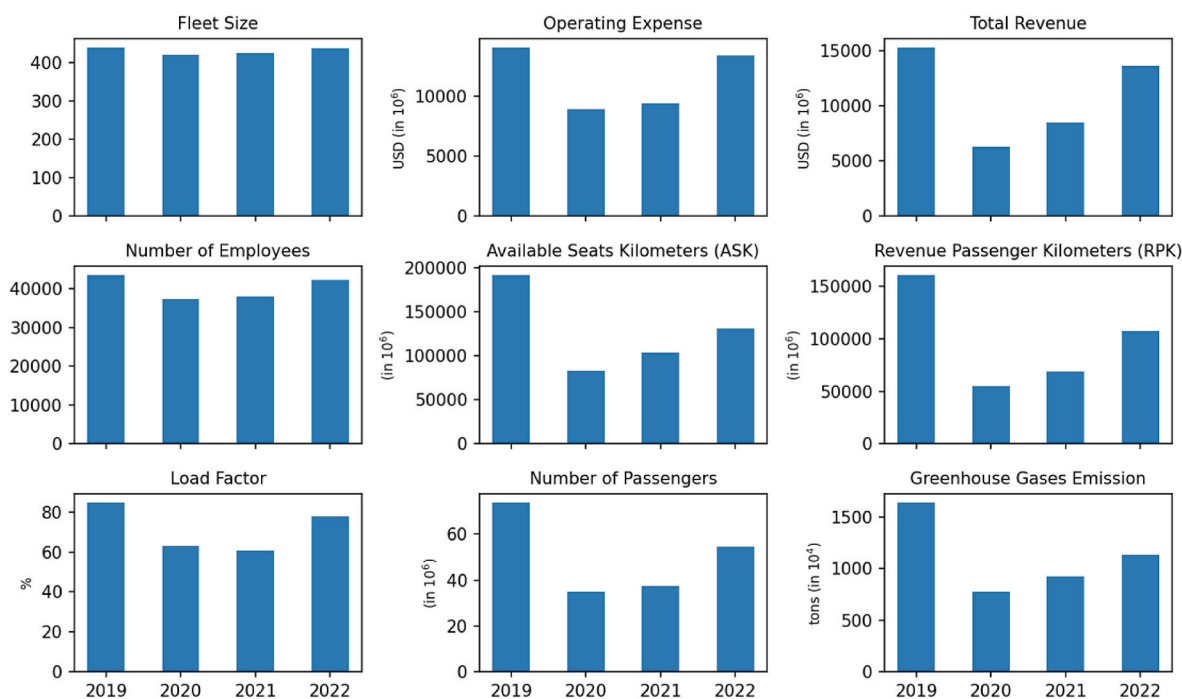 Fleet Size
400
300
200
100
0
Operating Expense
USD (in 10⁶)
10000
5000
0
Total Revenue
USD (in 10⁶)
15000
10000
5000
0
Number of Employees
40000
30000
20000
10000
0
Available Seats Kilometers (ASK)
(in 10⁶)
200000
150000
100000
50000
0
Revenue Passenger Kilometers (RPK)
(in 10⁶)
150000
100000
50000
0
Load Factor
%
80
60
40
20
0
2019 2020 2021 2022
Number of Passengers
(in 10⁶)
60
40
20
0
2019 2020 2021 2022
Greenhouse Gases Emission
tons (in 10⁴)
1500
1000
500
0
2019 2020 2021 2022